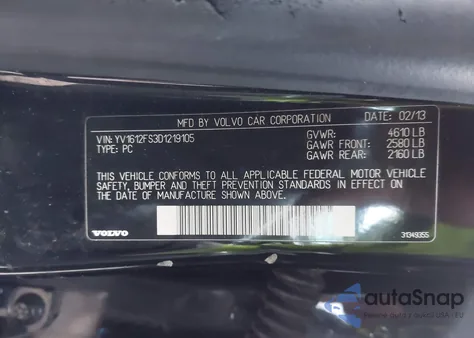 MFD BY VOLVO CAR CORPORATION 02/13
VIN: YV1612FS3D1219105 GVWR: 4610 LB
TYPE: PC GAWR FRONT: 2580 LB
GAWR REAR: 2160 LB
THIS VEHICLE CONFORMS TO ALL APPLICABLE FEDERAL MOTOR VEHICLE
SAFETY, BUMPER AND THEFT PREVENTION STANDARDS IN EFFECT ON
THE DATE OF MANUFACTURE SHOWN ABOVE.
VOLVO 31349355
autoSnap